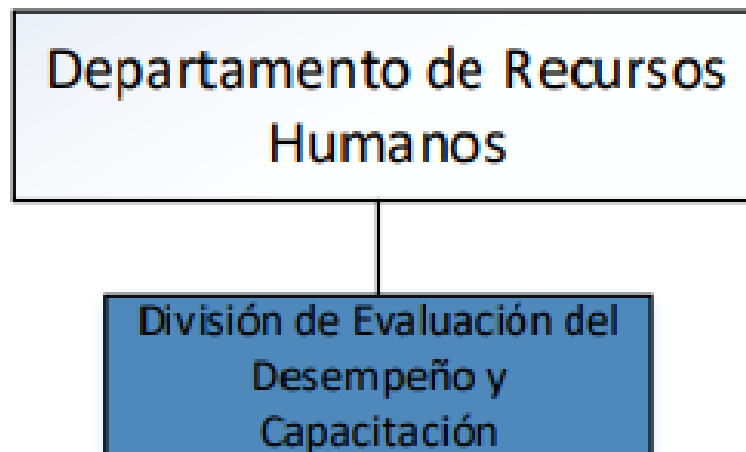 Departamento de Recursos
Humanos
División de Evaluación del
Desempeño y
Capacitación